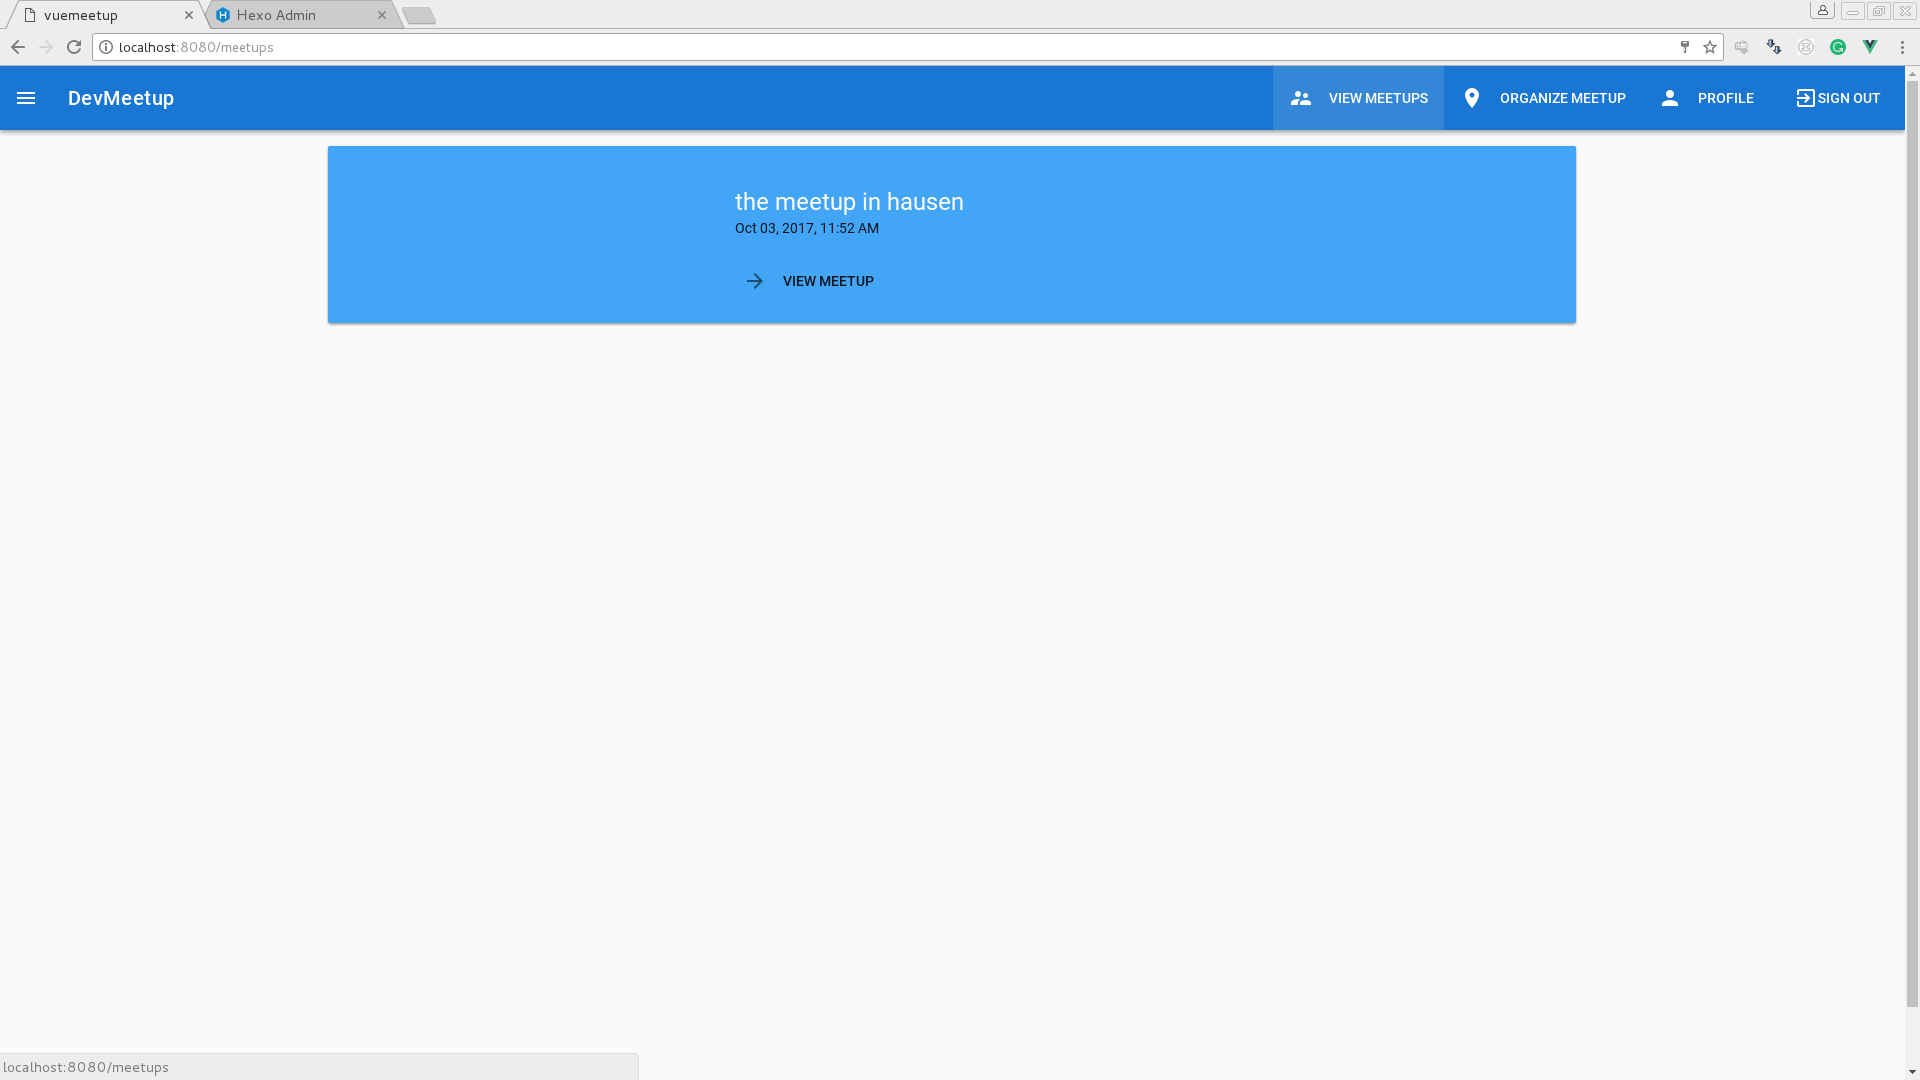 vuemeetup
Hexo Admin
localhost:8080/meetups
DevMeetup
VIEW MEETUPS
ORGANIZE MEETUP
PROFILE
SIGN OUT
the meetup in hausen
Oct 03, 2017, 11:52 AM
VIEW MEETUP
localhost:8080/meetups